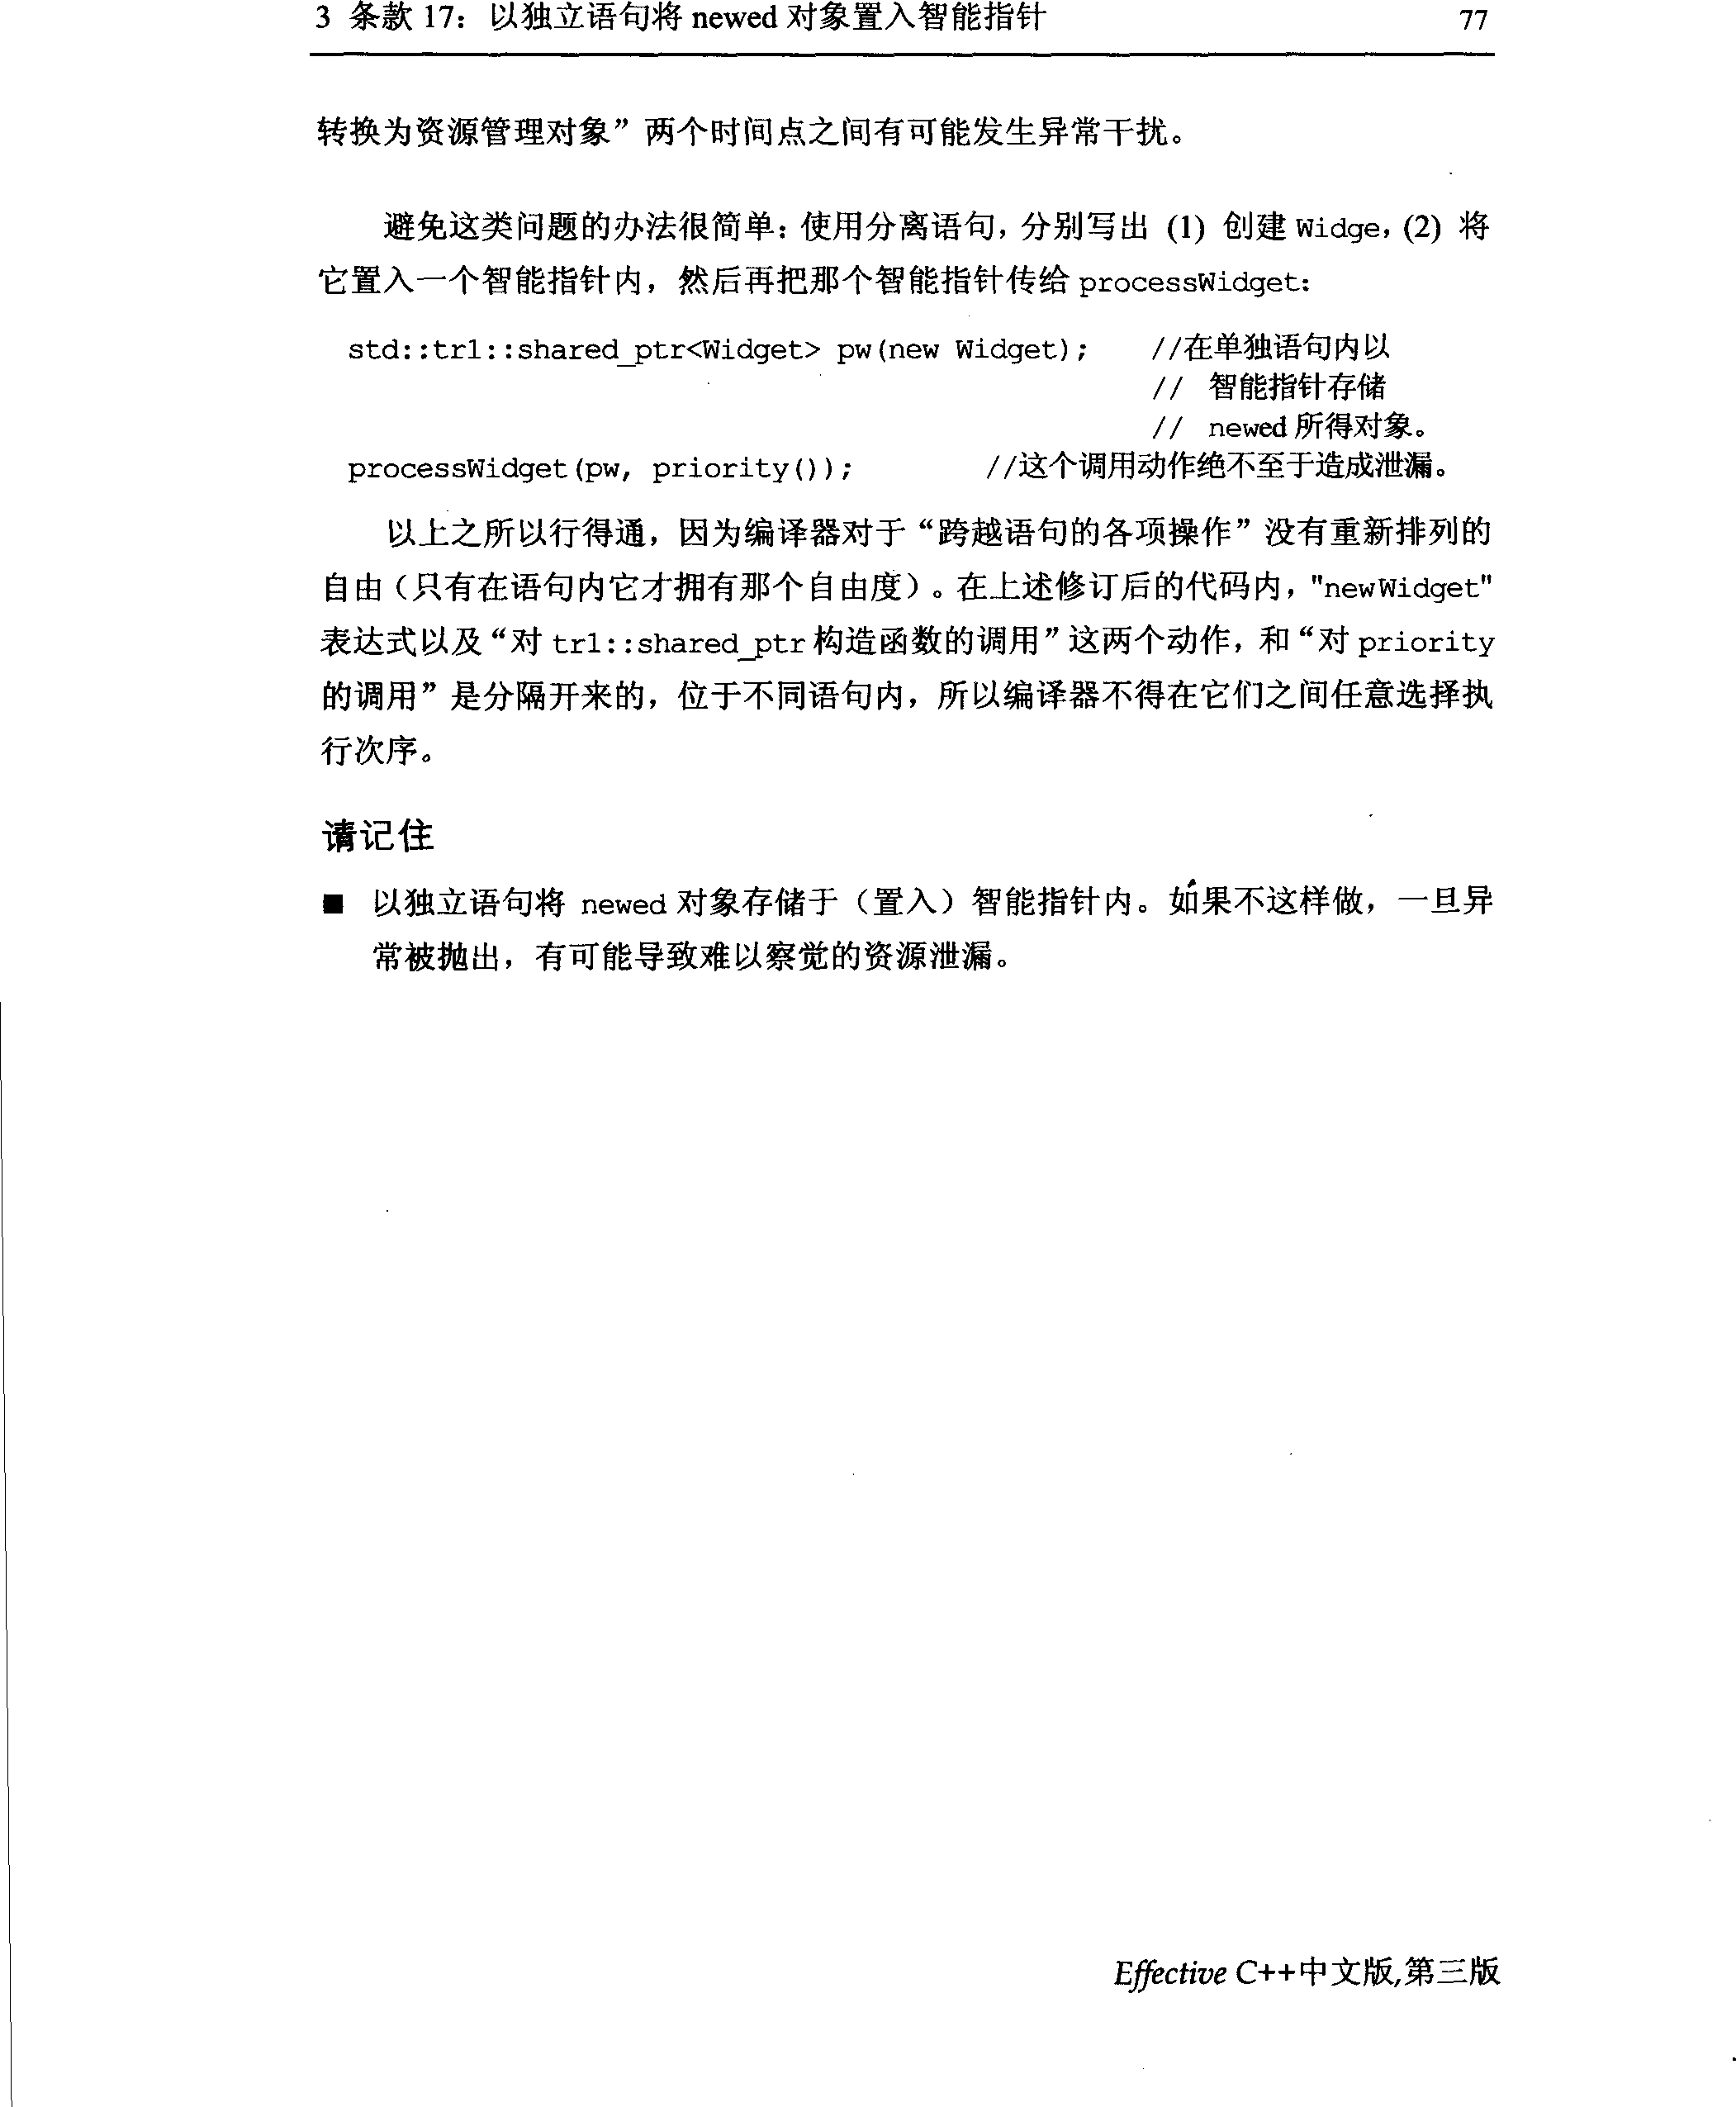 3 条款 17：以独立语句将 newed 对象置入智能指针 77
转换为资源管理对象”两个时间点之间有可能发生异常干扰。
避免这类问题的办法很简单：使用分离语句，分别写出 (1) 创建 Widge，(2) 将
它置入一个智能指针内，然后再把那个智能指针传给 processWidget：
std::tr1::shared_ptr<Widget> pw(new Widget); //在单独语句内以
// 智能指针存储
// newed 所得对象。
processWidget(pw, priority()); //这个调用动作绝不至于造成泄漏。
以上之所以行得通，因为编译器对于“跨越语句的各项操作”没有重新排列的
自由（只有在语句内它才拥有那个自由度）。在上述修订后的代码内，"newWidget"
表达式以及“对 tr1::shared_ptr 构造函数的调用”这两个动作，和“对 priority
的调用”是分隔开来的，位于不同语句内，所以编译器不得在它们之间任意选择执
行次序。
请记住
■ 以独立语句将 newed 对象存储于（置入）智能指针内。如果不这样做，一旦异
常被抛出，有可能导致难以察觉的资源泄漏。
Effective C++中文版,第三版